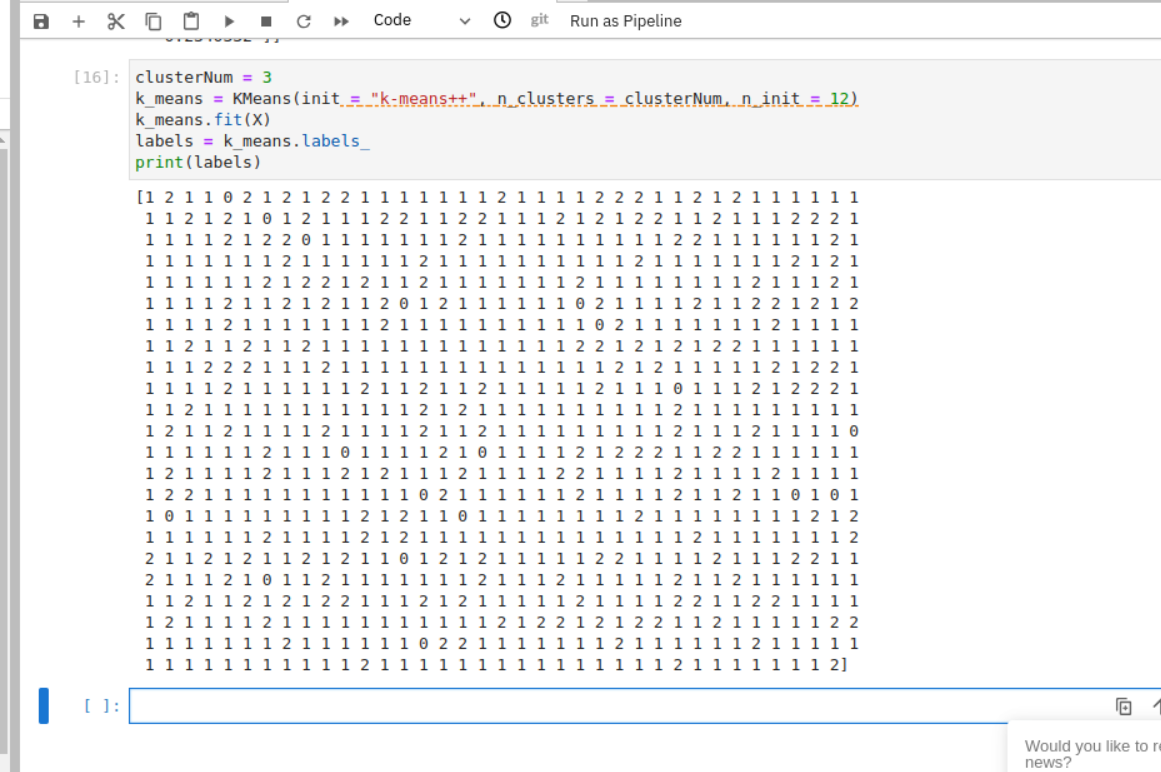 Code
git
Run as Pipeline
[16]:
clusterNum = 3
k_means = KMeans(init = "k-means++", n_clusters = clusterNum, n_init = 12)
k_means.fit(X)
labels = k_means.labels_
print(labels)
[1 2 1 1 0 2 1 2 1 2 2 1 1 1 1 1 1 1 2 1 1 1 1 2 2 2 1 1 2 1 2 1 1 1 1 1 1
1 1 2 1 2 1 0 1 2 1 1 1 2 2 1 1 2 2 1 1 1 2 1 2 1 2 2 1 1 2 1 1 1 2 2 2 1
1 1 1 1 2 1 2 2 0 1 1 1 1 1 1 1 2 1 1 1 1 1 1 1 1 1 1 2 2 1 1 1 1 1 1 2 1
1 1 1 1 1 1 1 2 1 1 1 1 1 1 2 1 1 1 1 1 1 1 1 1 1 2 1 1 1 1 1 1 1 2 1 2 1
1 1 1 1 1 1 2 1 2 2 1 2 1 1 2 1 1 1 1 1 1 1 2 1 1 1 1 1 1 1 1 2 1 1 1 2 1
1 1 1 1 2 1 1 2 1 2 1 1 2 0 1 2 1 1 1 1 1 1 0 2 1 1 1 1 2 1 1 2 2 1 2 1 2
1 1 1 1 2 1 1 1 1 1 1 1 2 1 1 1 1 1 1 1 1 1 1 0 2 1 1 1 1 1 1 1 2 1 1 1 1
1 1 2 1 1 2 1 1 2 1 1 1 1 1 1 1 1 1 1 1 1 1 2 2 1 2 1 2 1 2 2 1 1 1 1 1 1
1 1 1 2 2 2 1 1 1 2 1 1 1 1 1 1 1 1 1 1 1 1 1 1 2 1 2 1 1 1 1 1 2 1 2 2 1
1 1 1 1 2 1 1 1 1 1 1 2 1 1 2 1 1 2 1 1 1 1 1 2 1 1 1 0 1 1 1 2 1 2 2 2 1
1 1 2 1 1 1 1 1 1 1 1 1 1 1 2 1 2 1 1 1 1 1 1 1 1 1 1 2 1 1 1 1 1 1 1 1 1
1 2 1 1 2 1 1 1 1 2 1 1 1 1 2 1 1 2 1 1 1 1 1 1 1 1 1 2 1 1 1 2 1 1 1 1 0
1 1 1 1 1 1 2 1 1 1 0 1 1 1 1 2 1 0 1 1 1 1 2 1 2 2 2 1 1 2 2 1 1 1 1 1 1
1 2 1 1 1 1 2 1 1 1 2 1 2 1 1 1 2 1 1 1 1 2 2 1 1 1 1 2 1 1 1 1 2 1 1 1 1
1 2 2 1 1 1 1 1 1 1 1 1 1 1 0 2 1 1 1 1 1 1 2 1 1 1 1 2 1 1 2 1 1 0 1 0 1
1 0 1 1 1 1 1 1 1 1 1 2 1 2 1 1 0 1 1 1 1 1 1 1 1 2 1 1 1 1 1 1 1 1 2 1 2
1 1 1 1 1 1 2 1 1 1 1 2 1 2 1 1 1 1 1 1 1 1 1 1 1 1 1 1 2 1 1 1 1 1 1 1 2
2 1 1 2 1 2 1 1 2 1 2 1 1 0 1 2 1 2 1 1 1 1 1 2 2 1 1 1 1 2 1 1 1 2 2 1 1
2 1 1 1 2 1 0 1 1 2 1 1 1 1 1 1 1 2 1 1 1 2 1 1 1 1 1 2 1 1 2 1 1 1 1 1 1
1 1 2 1 1 2 1 2 1 2 2 1 1 1 2 1 2 1 1 1 1 1 2 1 1 1 1 2 2 1 1 2 2 1 1 1 1
1 2 1 1 1 1 2 1 1 1 1 1 1 1 1 1 1 1 2 1 2 2 1 2 1 2 2 1 1 2 1 1 1 1 1 2 2
1 1 1 1 1 1 1 2 1 1 1 1 1 1 0 2 2 1 1 1 1 1 1 1 2 1 1 1 1 1 1 2 1 1 1 1 1
1 1 1 1 1 1 1 1 1 1 1 2 1 1 1 1 1 1 1 1 1 1 1 1 1 1 1 2 1 1 1 1 1 1 1 2]
[ ]:
Would you like to
news?